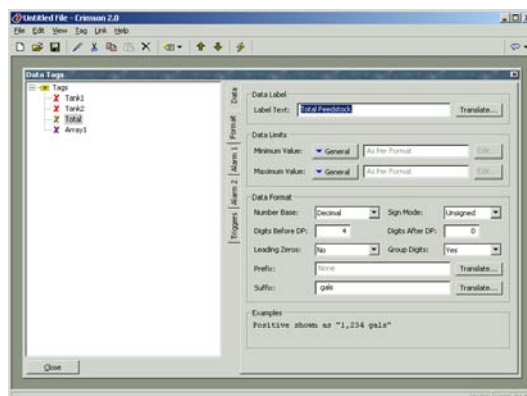 Untitled File - Crimson 2.0
File Edit View Tag Link Help
Data Tags
Tags
Tank1
Tank2
Total
Array1
Data
Format
Alarm 1
Alarm 2
Triggers
Data Label
Label Text: Total Feedstock Translate...
Data Limits
Minimum Value: General As Per Format Edit...
Maximum Value: General As Per Format Edit...
Data Format
Number Base: Decimal Sign Mode: Unsigned
Digits Before DP: 4 Digits After DP: 0
Leading Zeros: No Group Digits: Yes
Prefix: None Translate...
Suffix: gals Translate...
Examples
Positive shown as "1,234 gals"
Close